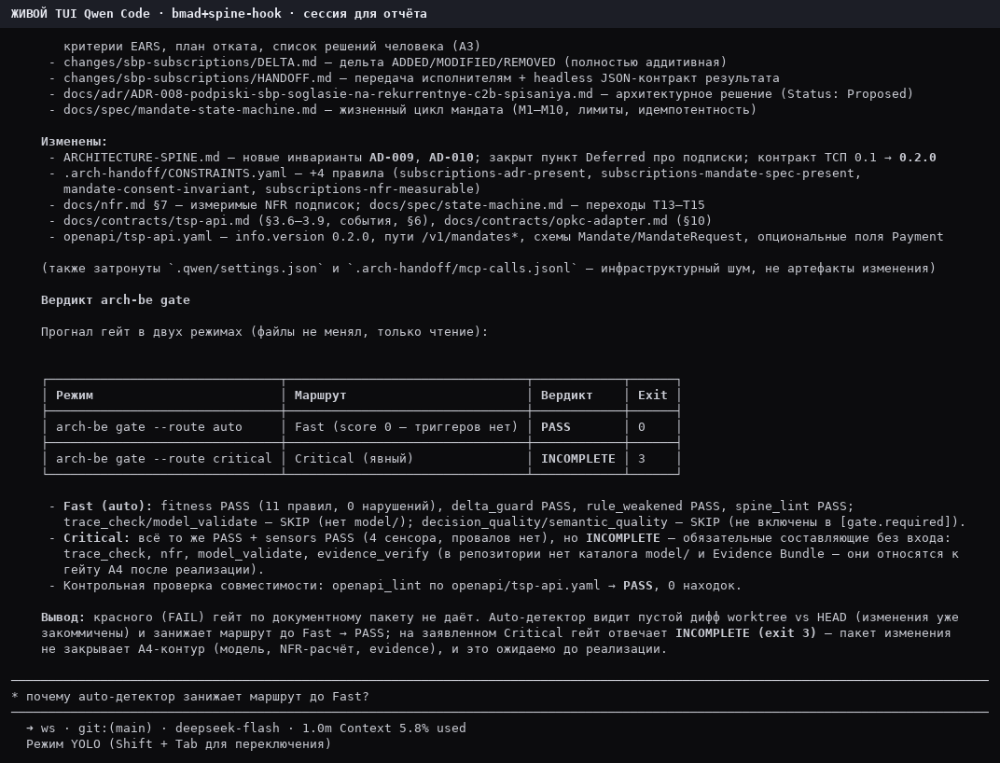 ЖИВОЙ TUI Qwen Code · bmad+spine-hook · сессия для отчёта
критерии EARS, план отката, список решений человека (A3)
- changes/sbp-subscriptions/DELTA.md — дельта ADDED/MODIFIED/REMOVED (полностью аддитивная)
- changes/sbp-subscriptions/HANDOFF.md — передача исполнителям + headless JSON-контракт результата
- docs/adr/ADR-008-podpiski-sbp-soglasie-na-rekurrentnye-c2b-spisaniya.md — архитектурное решение (Status: Proposed)
- docs/spec/mandate-state-machine.md — жизненный цикл мандата (M1–M10, лимиты, идемпотентность)
Изменены:
- ARCHITECTURE-SPINE.md — новые инварианты AD-009, AD-010; закрыт пункт Deferred про подписки; контракт ТСП 0.1 → 0.2.0
- .arch-handoff/CONSTRAINTS.yaml — +4 правила (subscriptions-adr-present, subscriptions-mandate-spec-present,
mandate-consent-invariant, subscriptions-nfr-measurable)
- docs/nfr.md §7 — измеримые NFR подписок; docs/spec/state-machine.md — переходы T13–T15
- docs/contracts/tsp-api.md (§3.6–3.9, события, §6), docs/contracts/opkc-adapter.md (§10)
- openapi/tsp-api.yaml — info.version 0.2.0, пути /v1/mandates*, схемы Mandate/MandateRequest, опциональные поля Payment
(также затронуты `.qwen/settings.json` и `.arch-handoff/mcp-calls.jsonl` — инфраструктурный шум, не артефакты изменения)
Вердикт arch-be gate
Прогнал гейт в двух режимах (файлы не менял, только чтение):
Режим Маршрут Вердикт Exit
arch-be gate --route auto Fast (score 0 — триггеров нет) PASS 0
arch-be gate --route critical Critical (явный) INCOMPLETE 3
- Fast (auto): fitness PASS (11 правил, 0 нарушений), delta_guard PASS, rule_weakened PASS, spine_lint PASS;
trace_check/model_validate — SKIP (нет model/); decision_quality/semantic_quality — SKIP (не включены в [gate.required]).
- Critical: всё то же PASS + sensors PASS (4 сенсора, провалов нет), но INCOMPLETE — обязательные составляющие без входа:
trace_check, nfr, model_validate, evidence_verify (в репозитории нет каталога model/ и Evidence Bundle — они относятся к
гейту A4 после реализации).
- Контрольная проверка совместимости: openapi_lint по openapi/tsp-api.yaml → PASS, 0 находок.
Вывод: красного (FAIL) гейт по документному пакету не даёт. Auto-детектор видит пустой дифф worktree vs HEAD (изменения уже
закоммичены) и занижает маршрут до Fast → PASS; на заявленном Critical гейт отвечает INCOMPLETE (exit 3) — пакет изменения
не закрывает A4-контур (модель, NFR-расчёт, evidence), и это ожидаемо до реализации.
* почему auto-детектор занижает маршрут до Fast?
➜ ws · git:(main) · deepseek-flash · 1.0m Context 5.8% used
Режим YOLO (Shift + Tab для переключения)